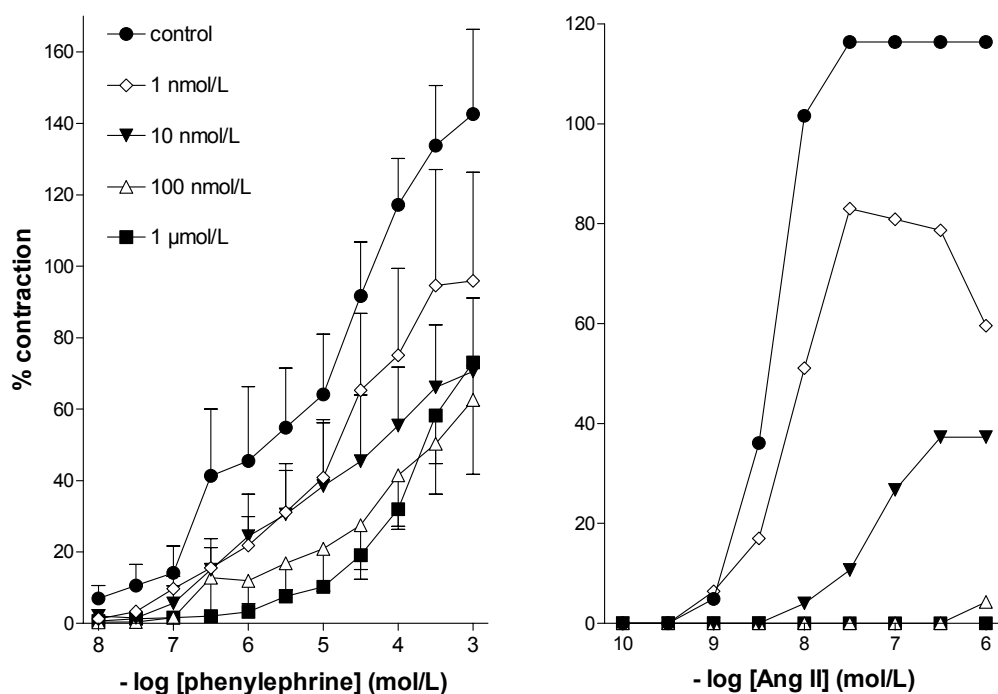 control
1 nmol/L
10 nmol/L
100 nmol/L
1 µmol/L
% contraction
160
140
120
100
80
60
40
20
0
8 7 6 5 4 3
- log [phenylephrine] (mol/L)
120
100
80
60
40
20
0
10 9 8 7 6
- log [Ang II] (mol/L)